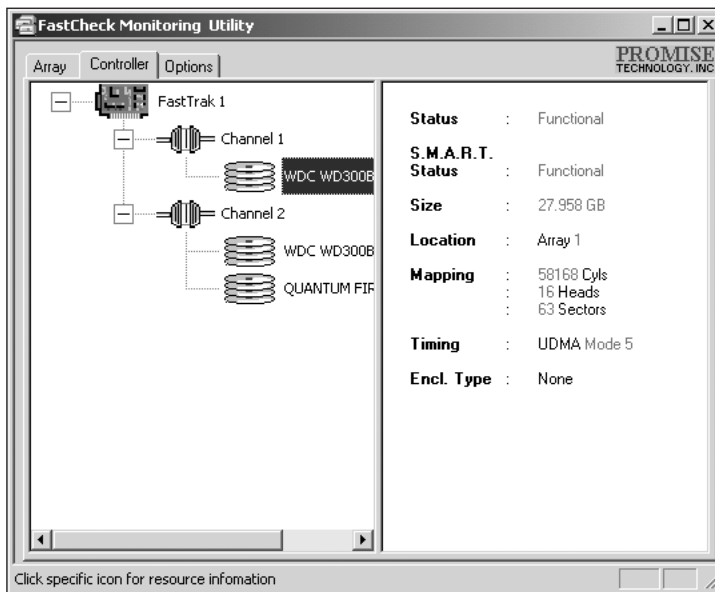 FastCheck Monitoring Utility
Array Controller Options
PROMISE
TECHNOLOGY, INC
FastTrak 1
Channel 1
WDC WD300B
Channel 2
WDC WD300B
QUANTUM FIR
Status : Functional
S.M.A.R.T.
Status : Functional
Size : 27.958 GB
Location : Array 1
Mapping : 58168 Cyls
: 16 Heads
: 63 Sectors
Timing : UDMA Mode 5
Encl. Type : None
Click specific icon for resource infomation